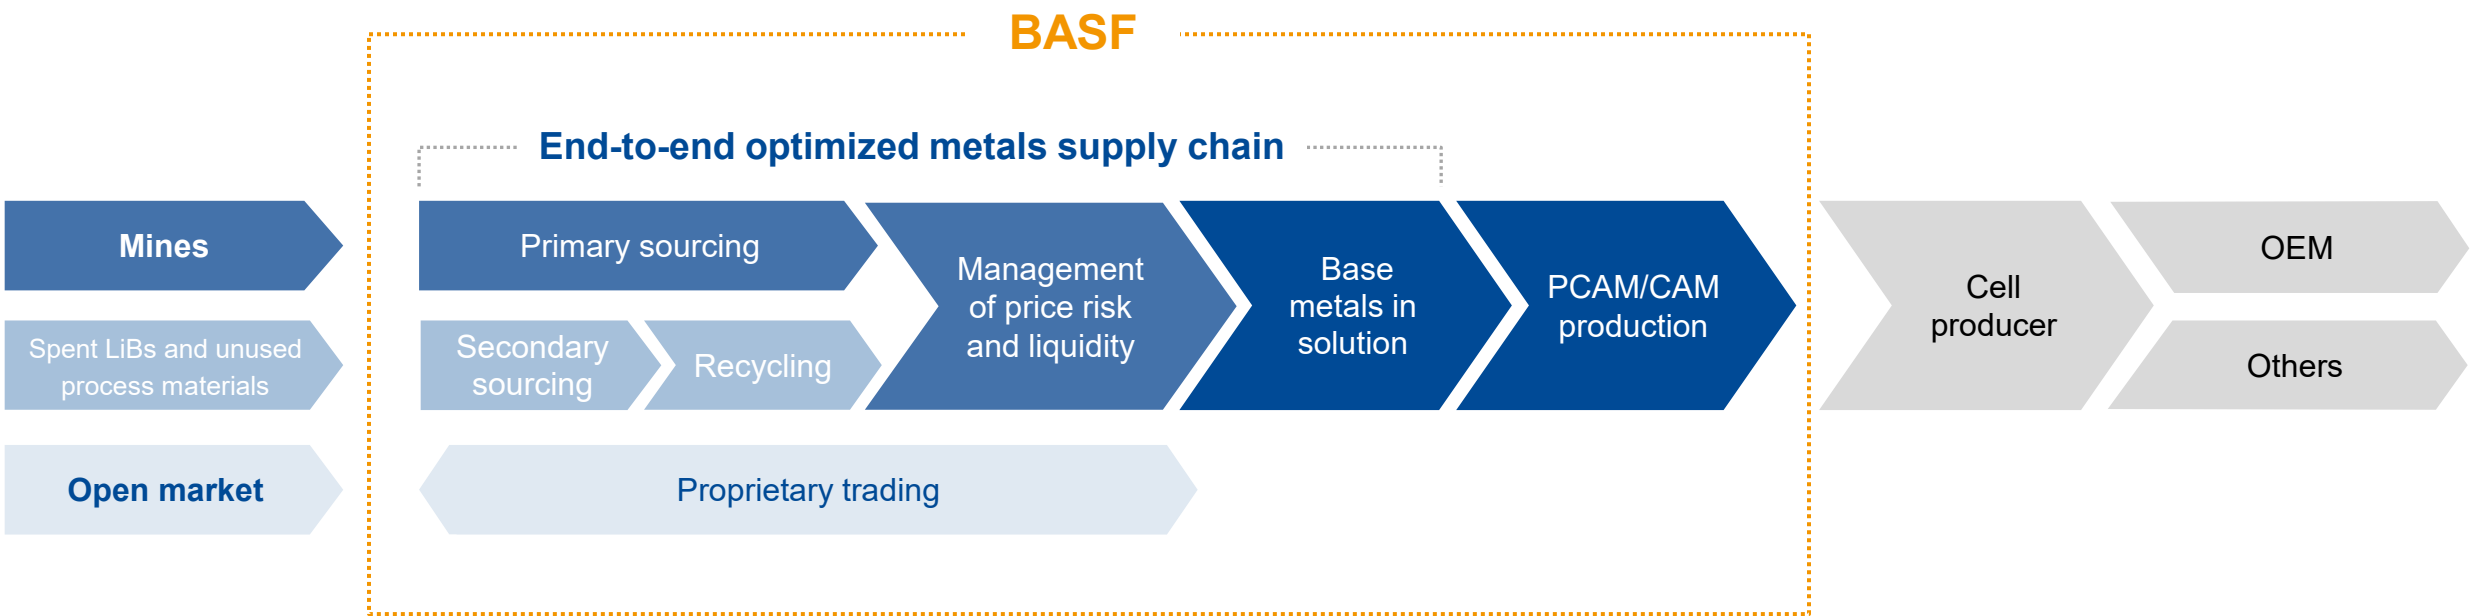 BASF
End-to-end optimized metals supply chain
Mines
Spent LiBs and unused
process materials
Open market
Primary sourcing
Secondary
sourcing
Recycling
Proprietary trading
Management
of price risk
and liquidity
Base
metals in
solution
PCAM/CAM
production
Cell
producer
OEM
Others